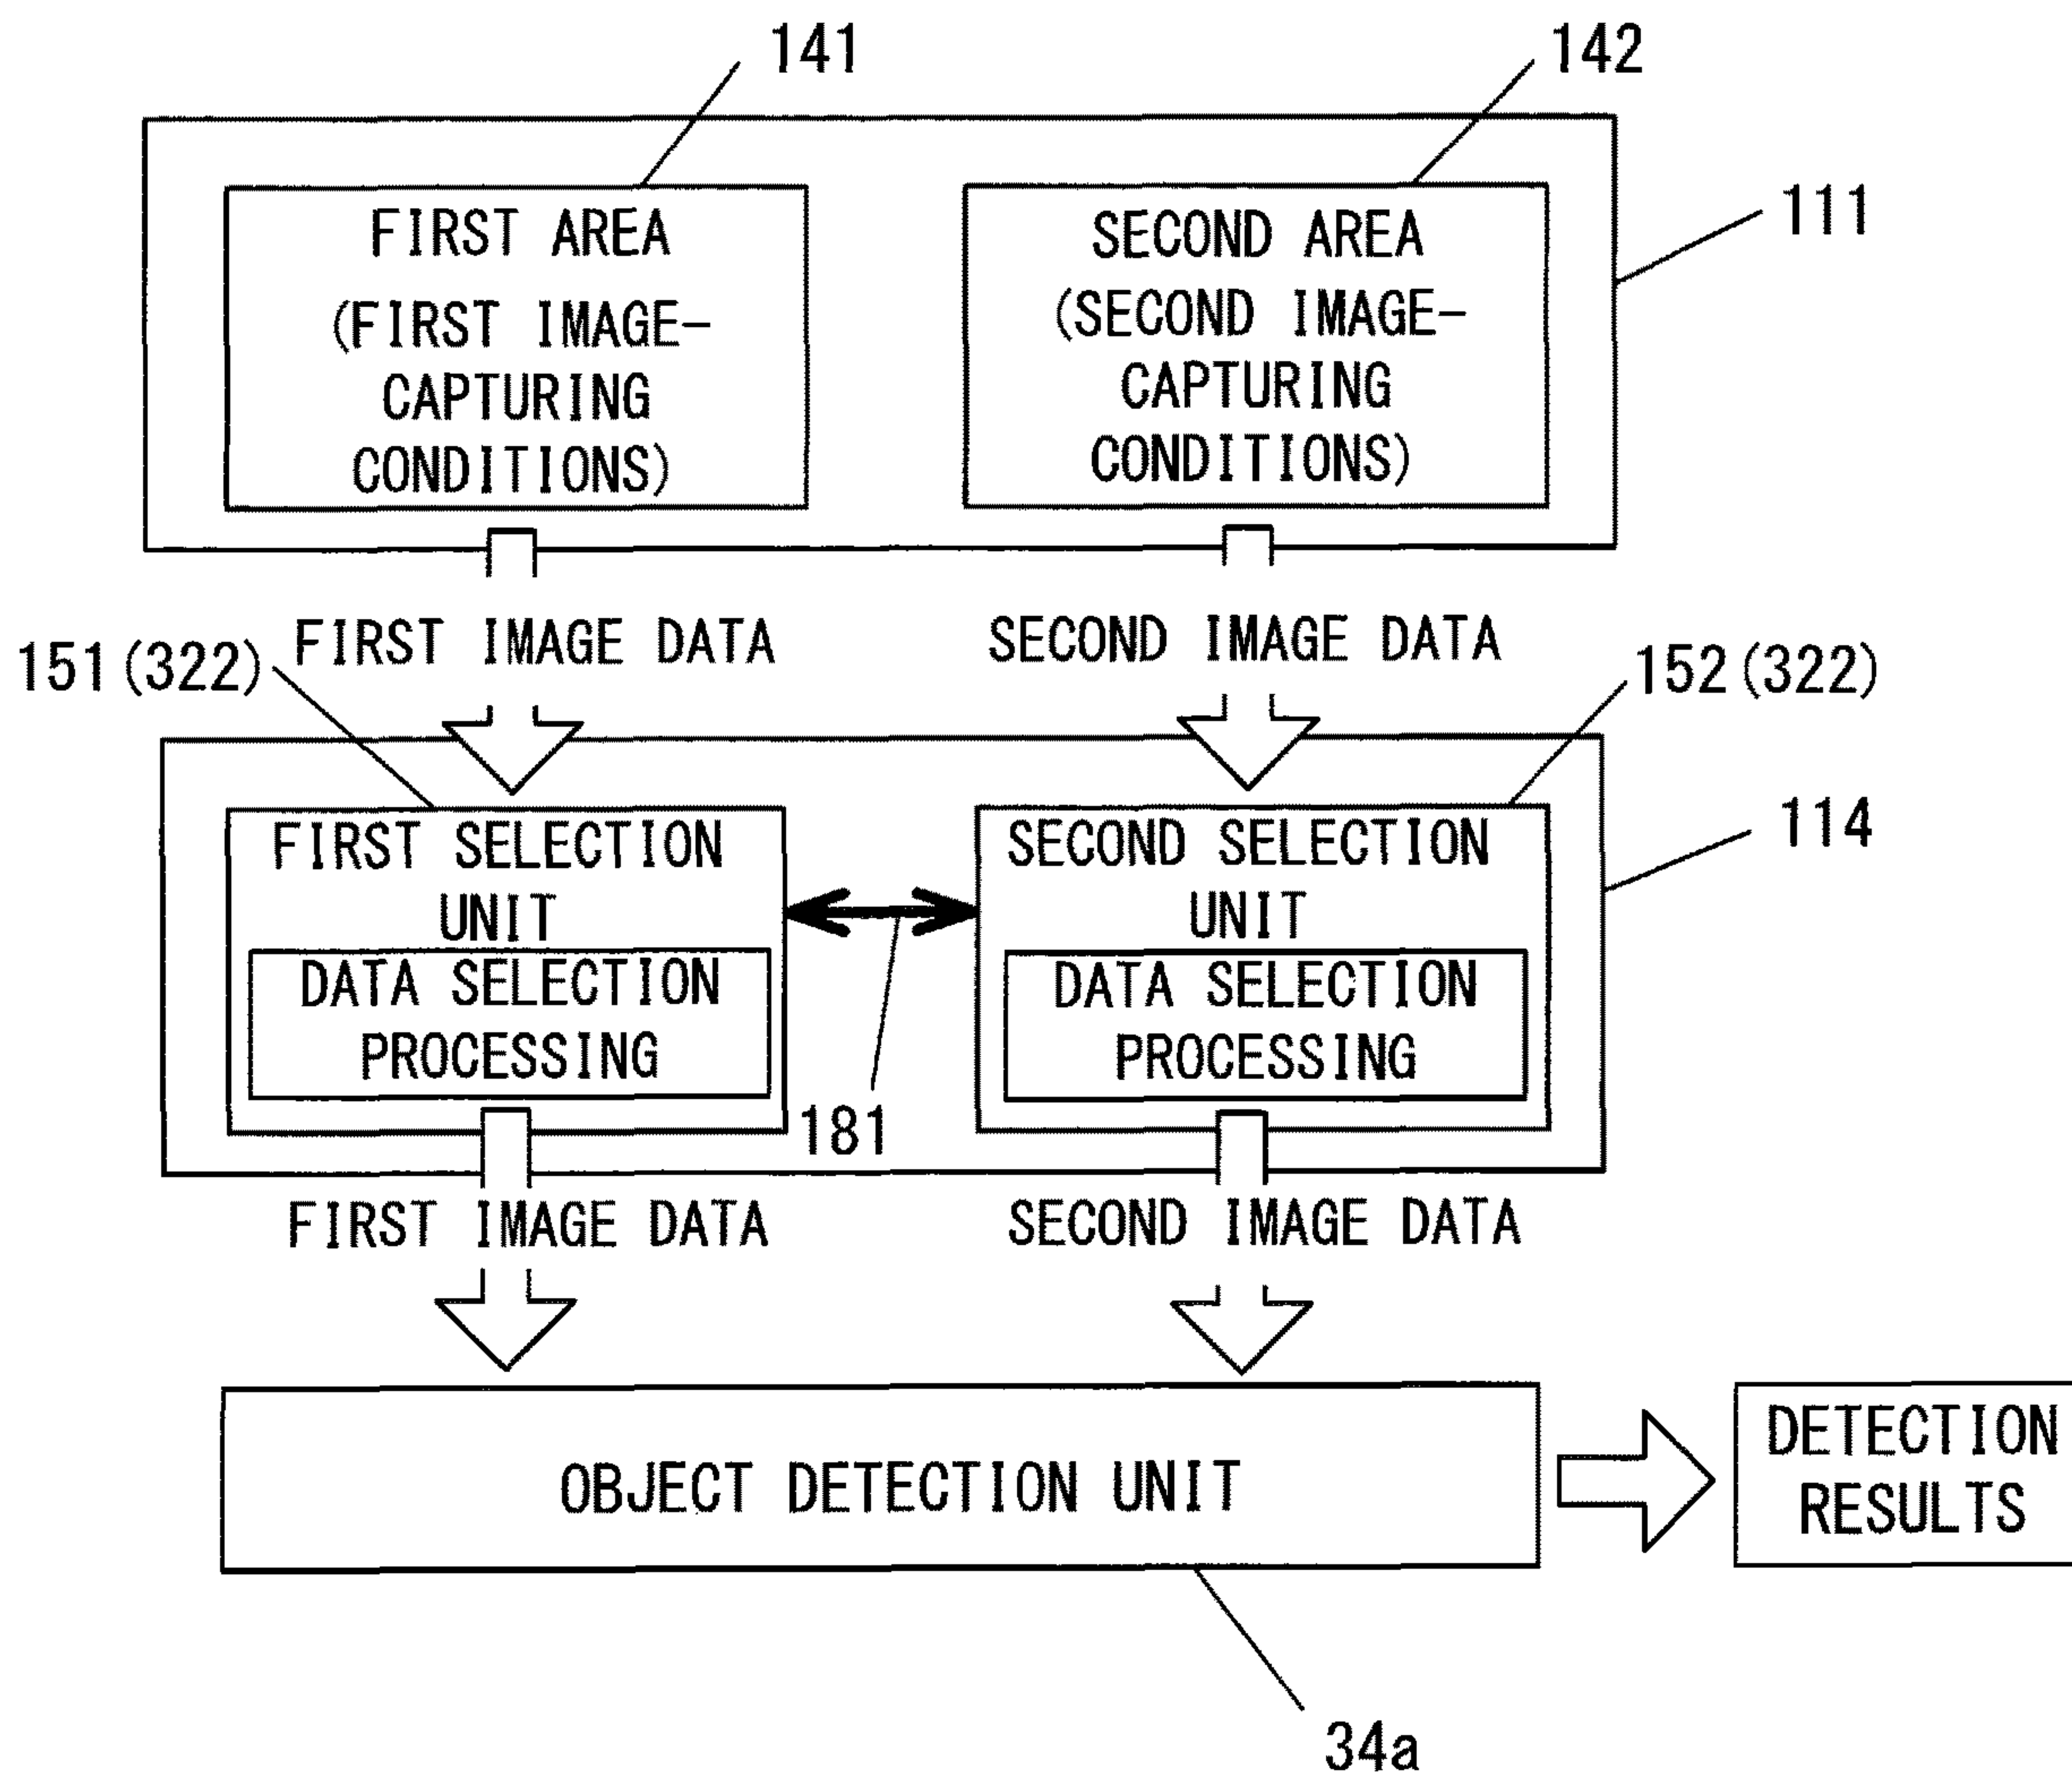 141
142
111
FIRST AREA
(FIRST IMAGE-
CAPTURING
CONDITIONS)
SECOND AREA
(SECOND IMAGE-
CAPTURING
CONDITIONS)
151(322)
FIRST IMAGE DATA
SECOND IMAGE DATA
152(322)
114
FIRST SELECTION
UNIT
DATA SELECTION
PROCESSING
181
SECOND SELECTION
UNIT
DATA SELECTION
PROCESSING
FIRST IMAGE DATA
SECOND IMAGE DATA
OBJECT DETECTION UNIT
DETECTION
RESULTS
34a